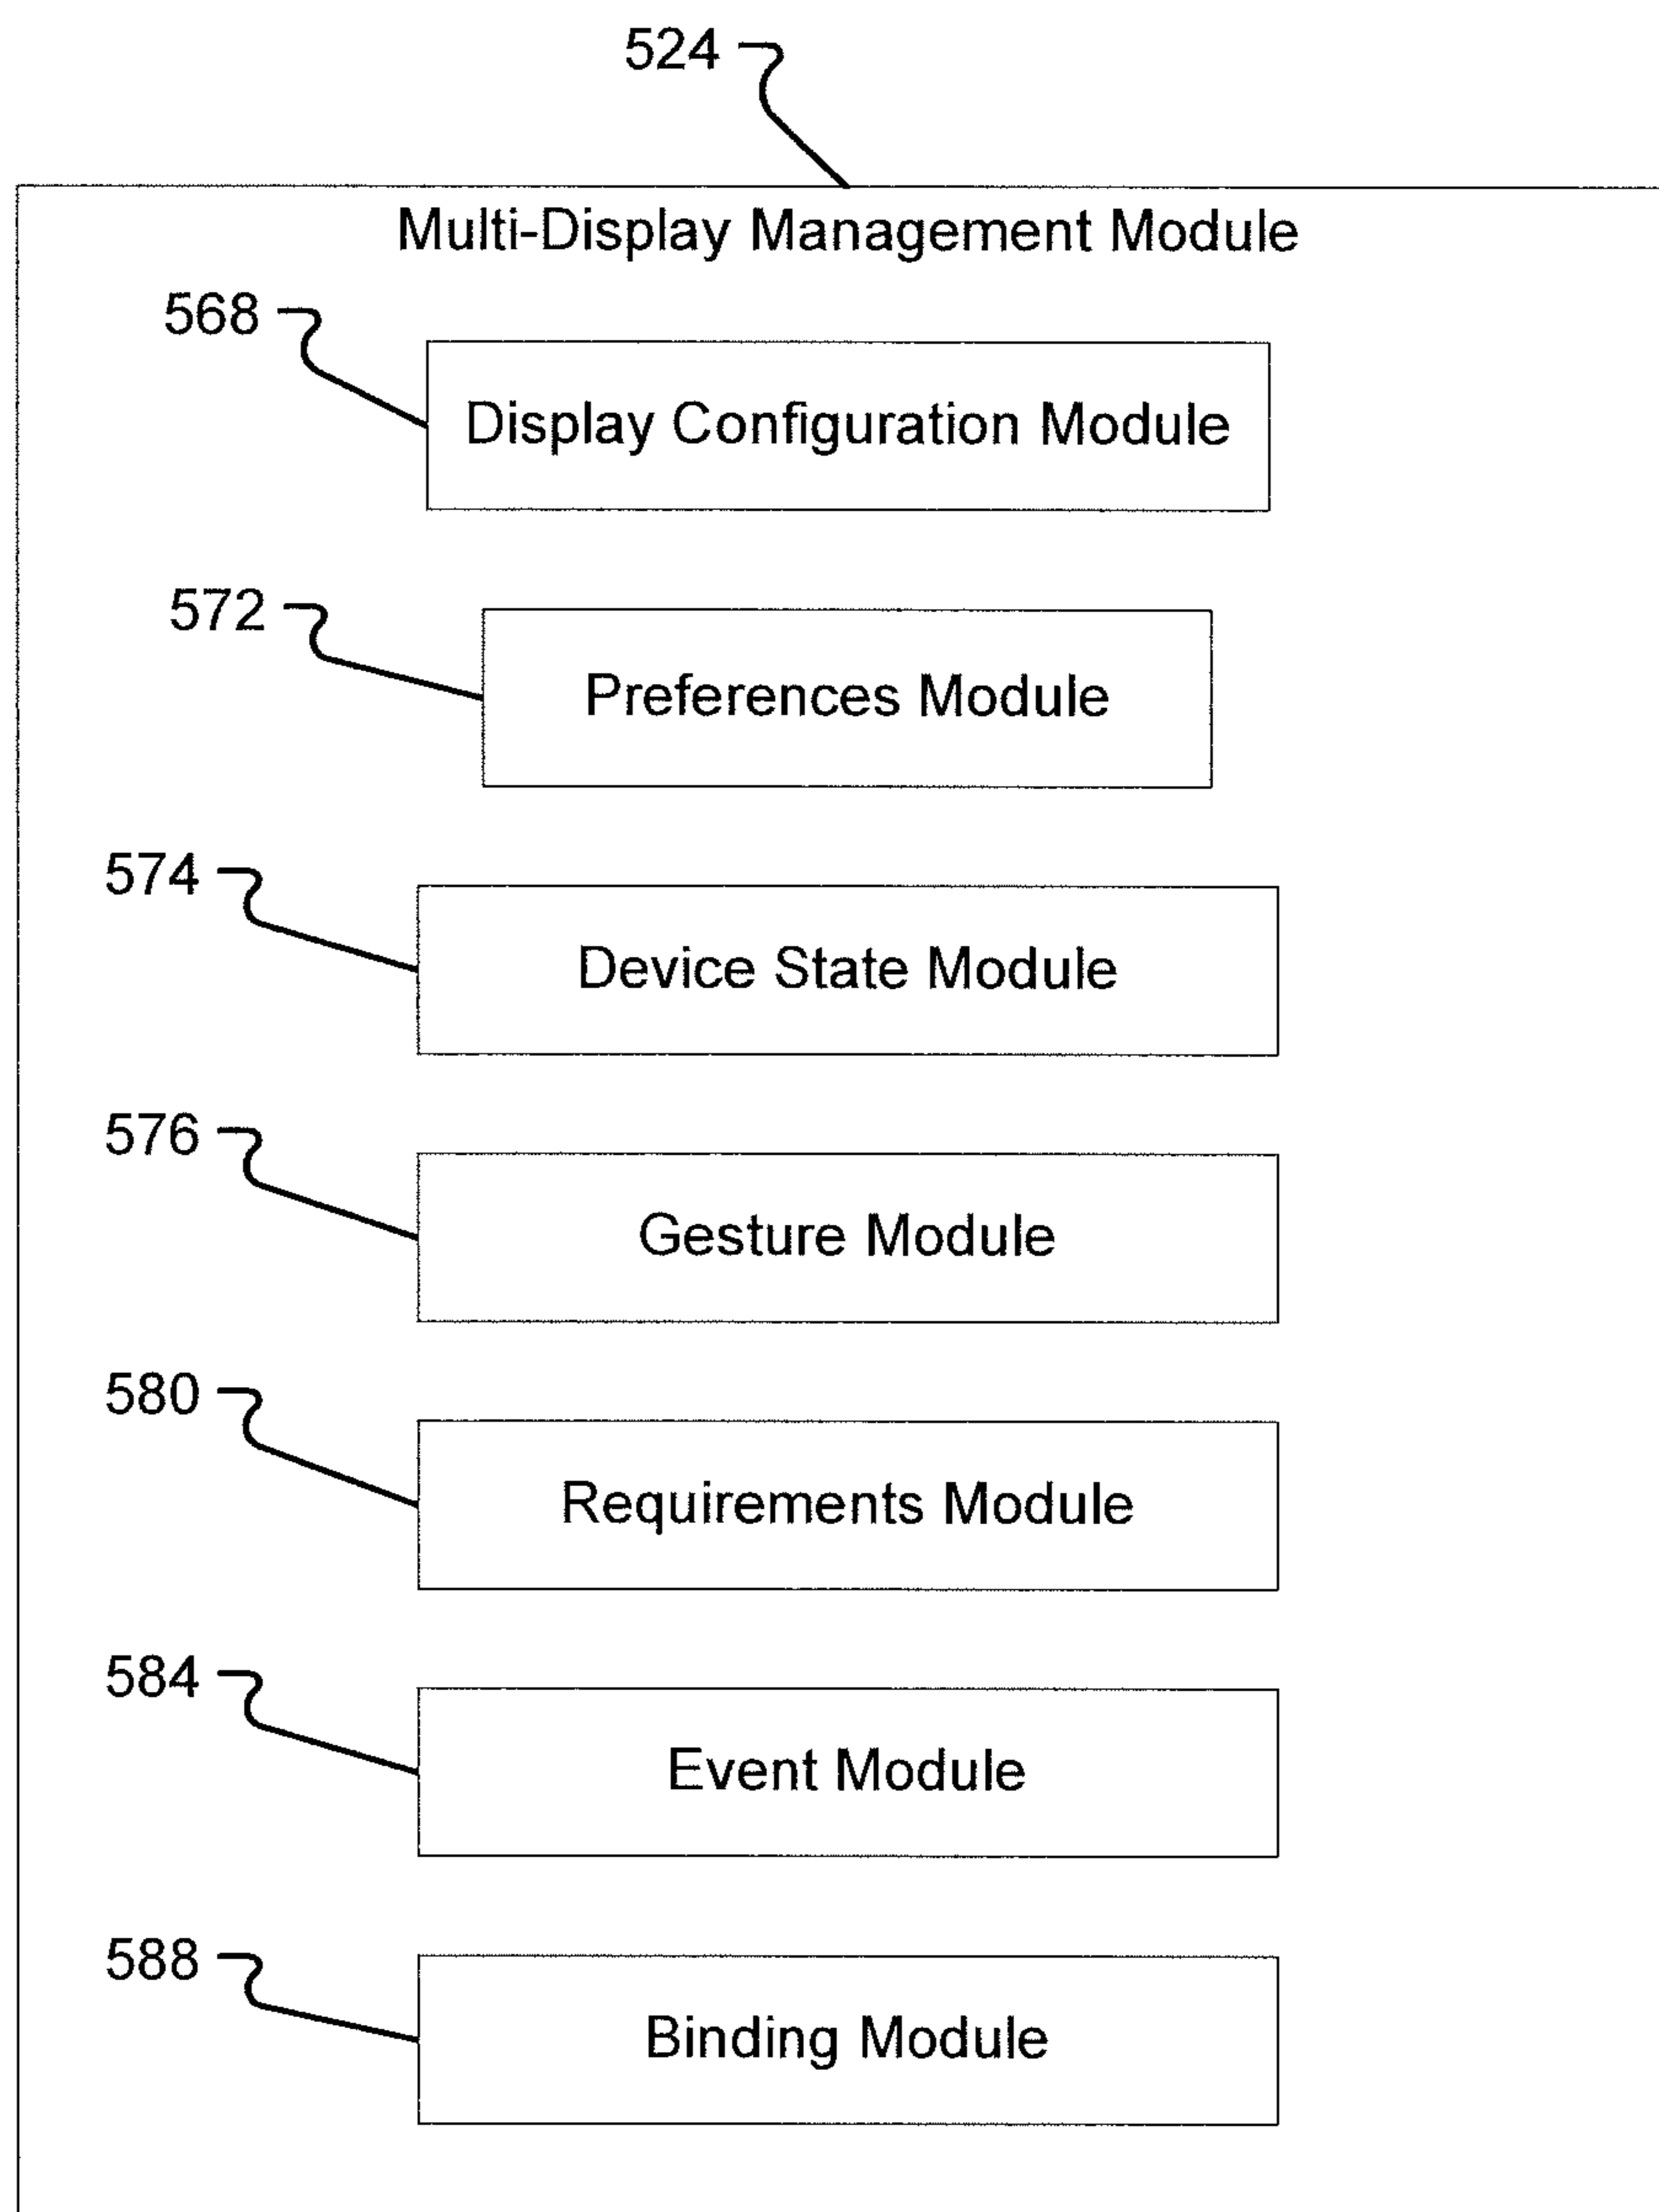 524
Multi-Display Management Module
568
Display Configuration Module
572
Preferences Module
574
Device State Module
576
Gesture Module
580
Requirements Module
584
Event Module
588
Binding Module